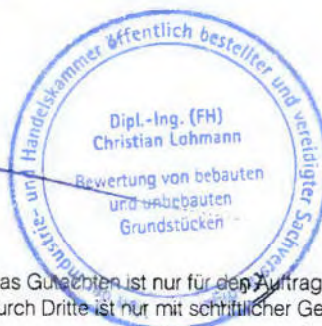 Industrie- und Handelskammer öffentlich bestellter und vereidigter
Dipl.-Ing. (FH)
Christian Lohmann
Bewertung von bebauten
und unbebauten
Grundstücken
as Gutachten ist nur für den Auftrag
urch Dritte ist nur mit schriftlicher Ge